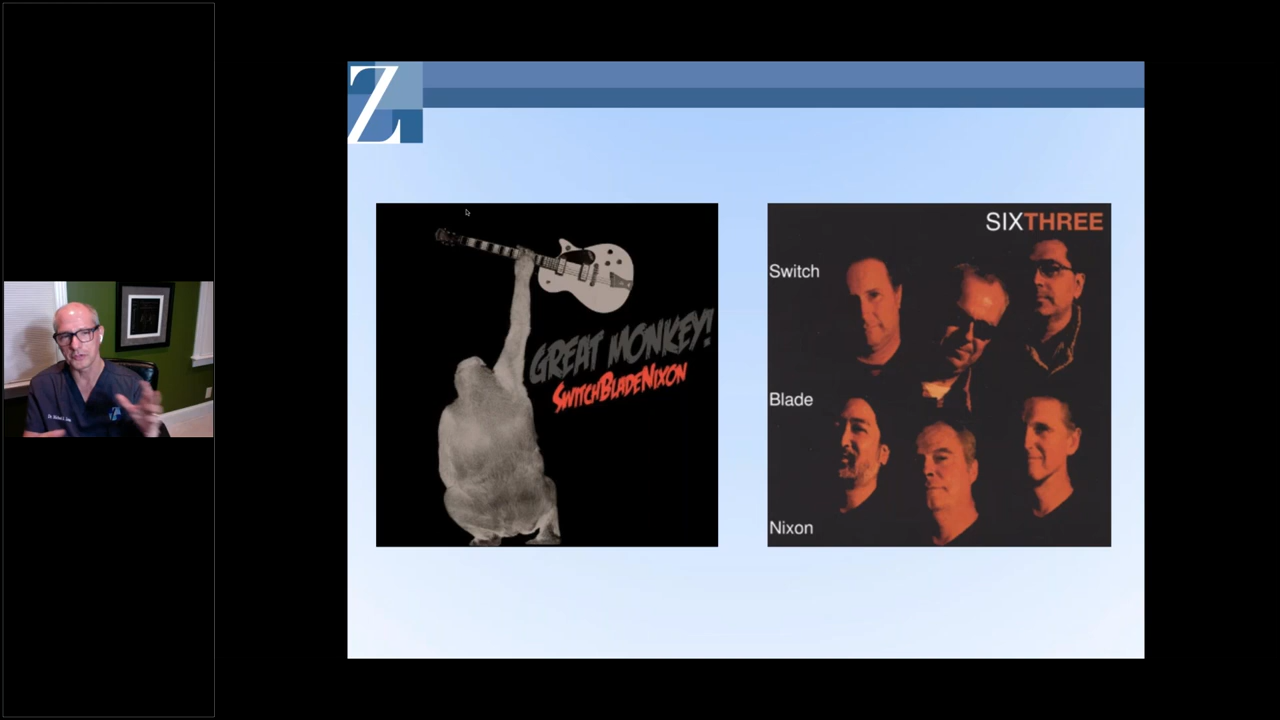 Z
GREAT MONKEY!
SWITCHBLADENIXON
SIXTHREE
Switch
Blade
Nixon